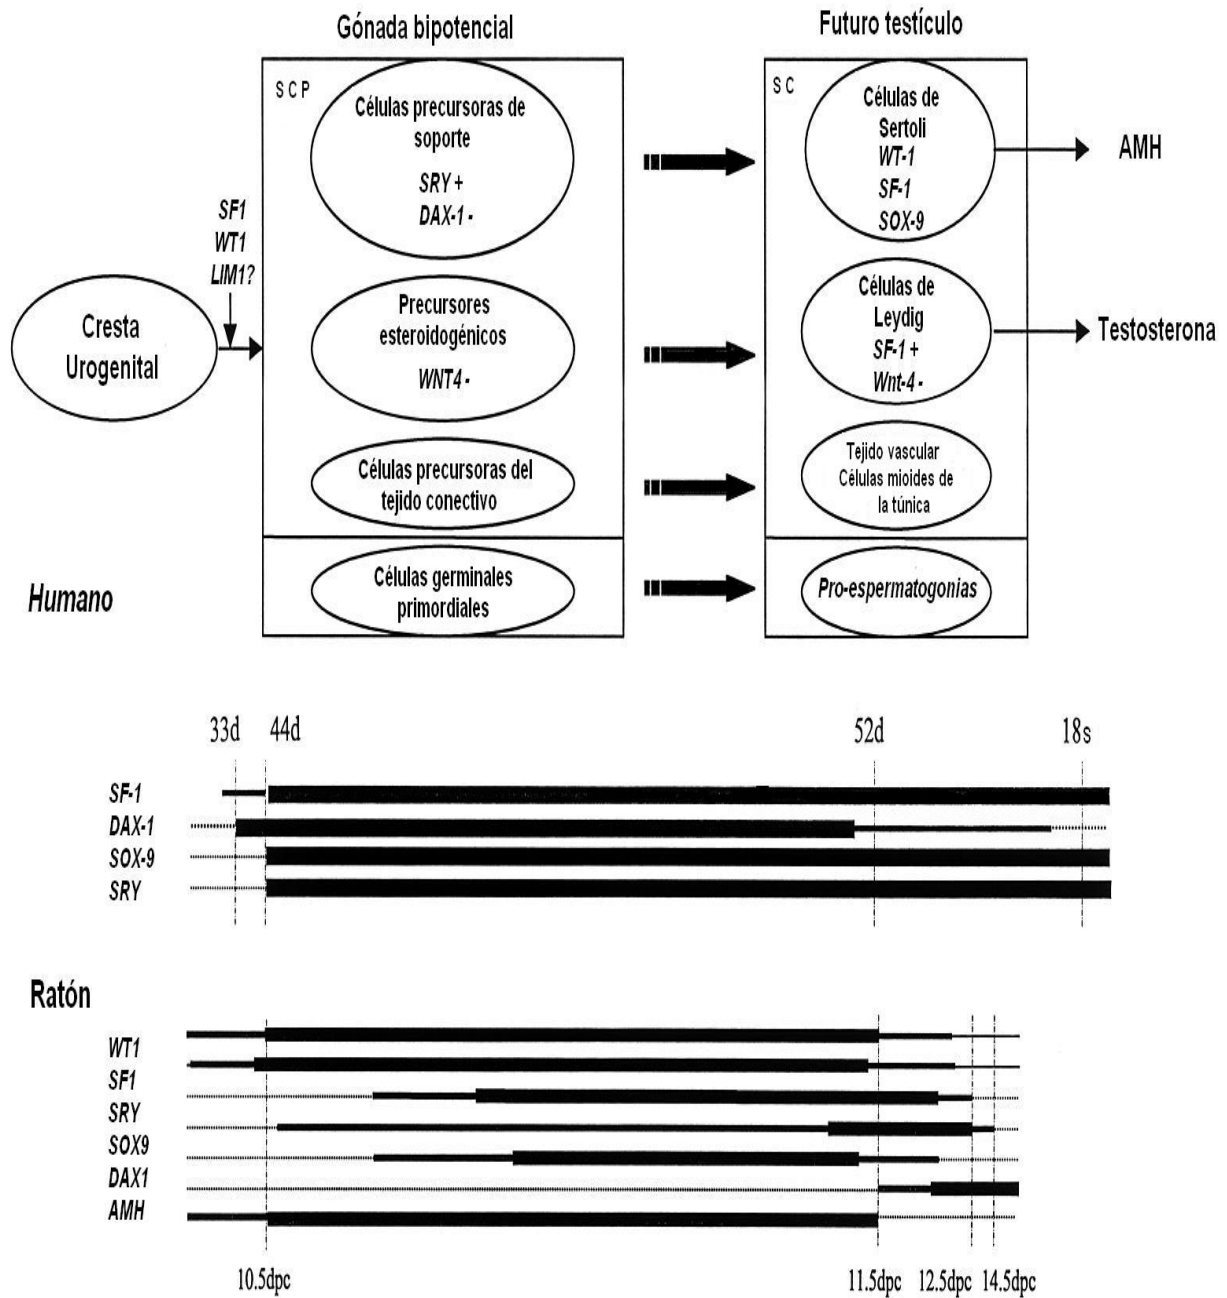 Gónada bipotencial
Futuro testículo
S C P
Células precursoras de
soporte
SRY +
DAX-1 -
S C
Células de
Sertoli
WT-1
SF-1
SOX-9
AMH
SF1
WT1
LIM1?
Cresta
Urogenital
Precursores
esteroidogénicos
WNT4 -
Células de
Leydig
SF-1 +
Wnt-4 -
Testosterona
Células precursoras del
tejido conectivo
Tejido vascular
Células mioides de
la túnica
Células germinales
primordiales
Pro-espermatogonias
Humano
33d 44d 52d 18s
SF-1
DAX-1
SOX-9
SRY
Ratón
WT1
SF1
SRY
SOX9
DAX1
AMH
10.5dpc 11.5dpc 12.5dpc 14.5dpc